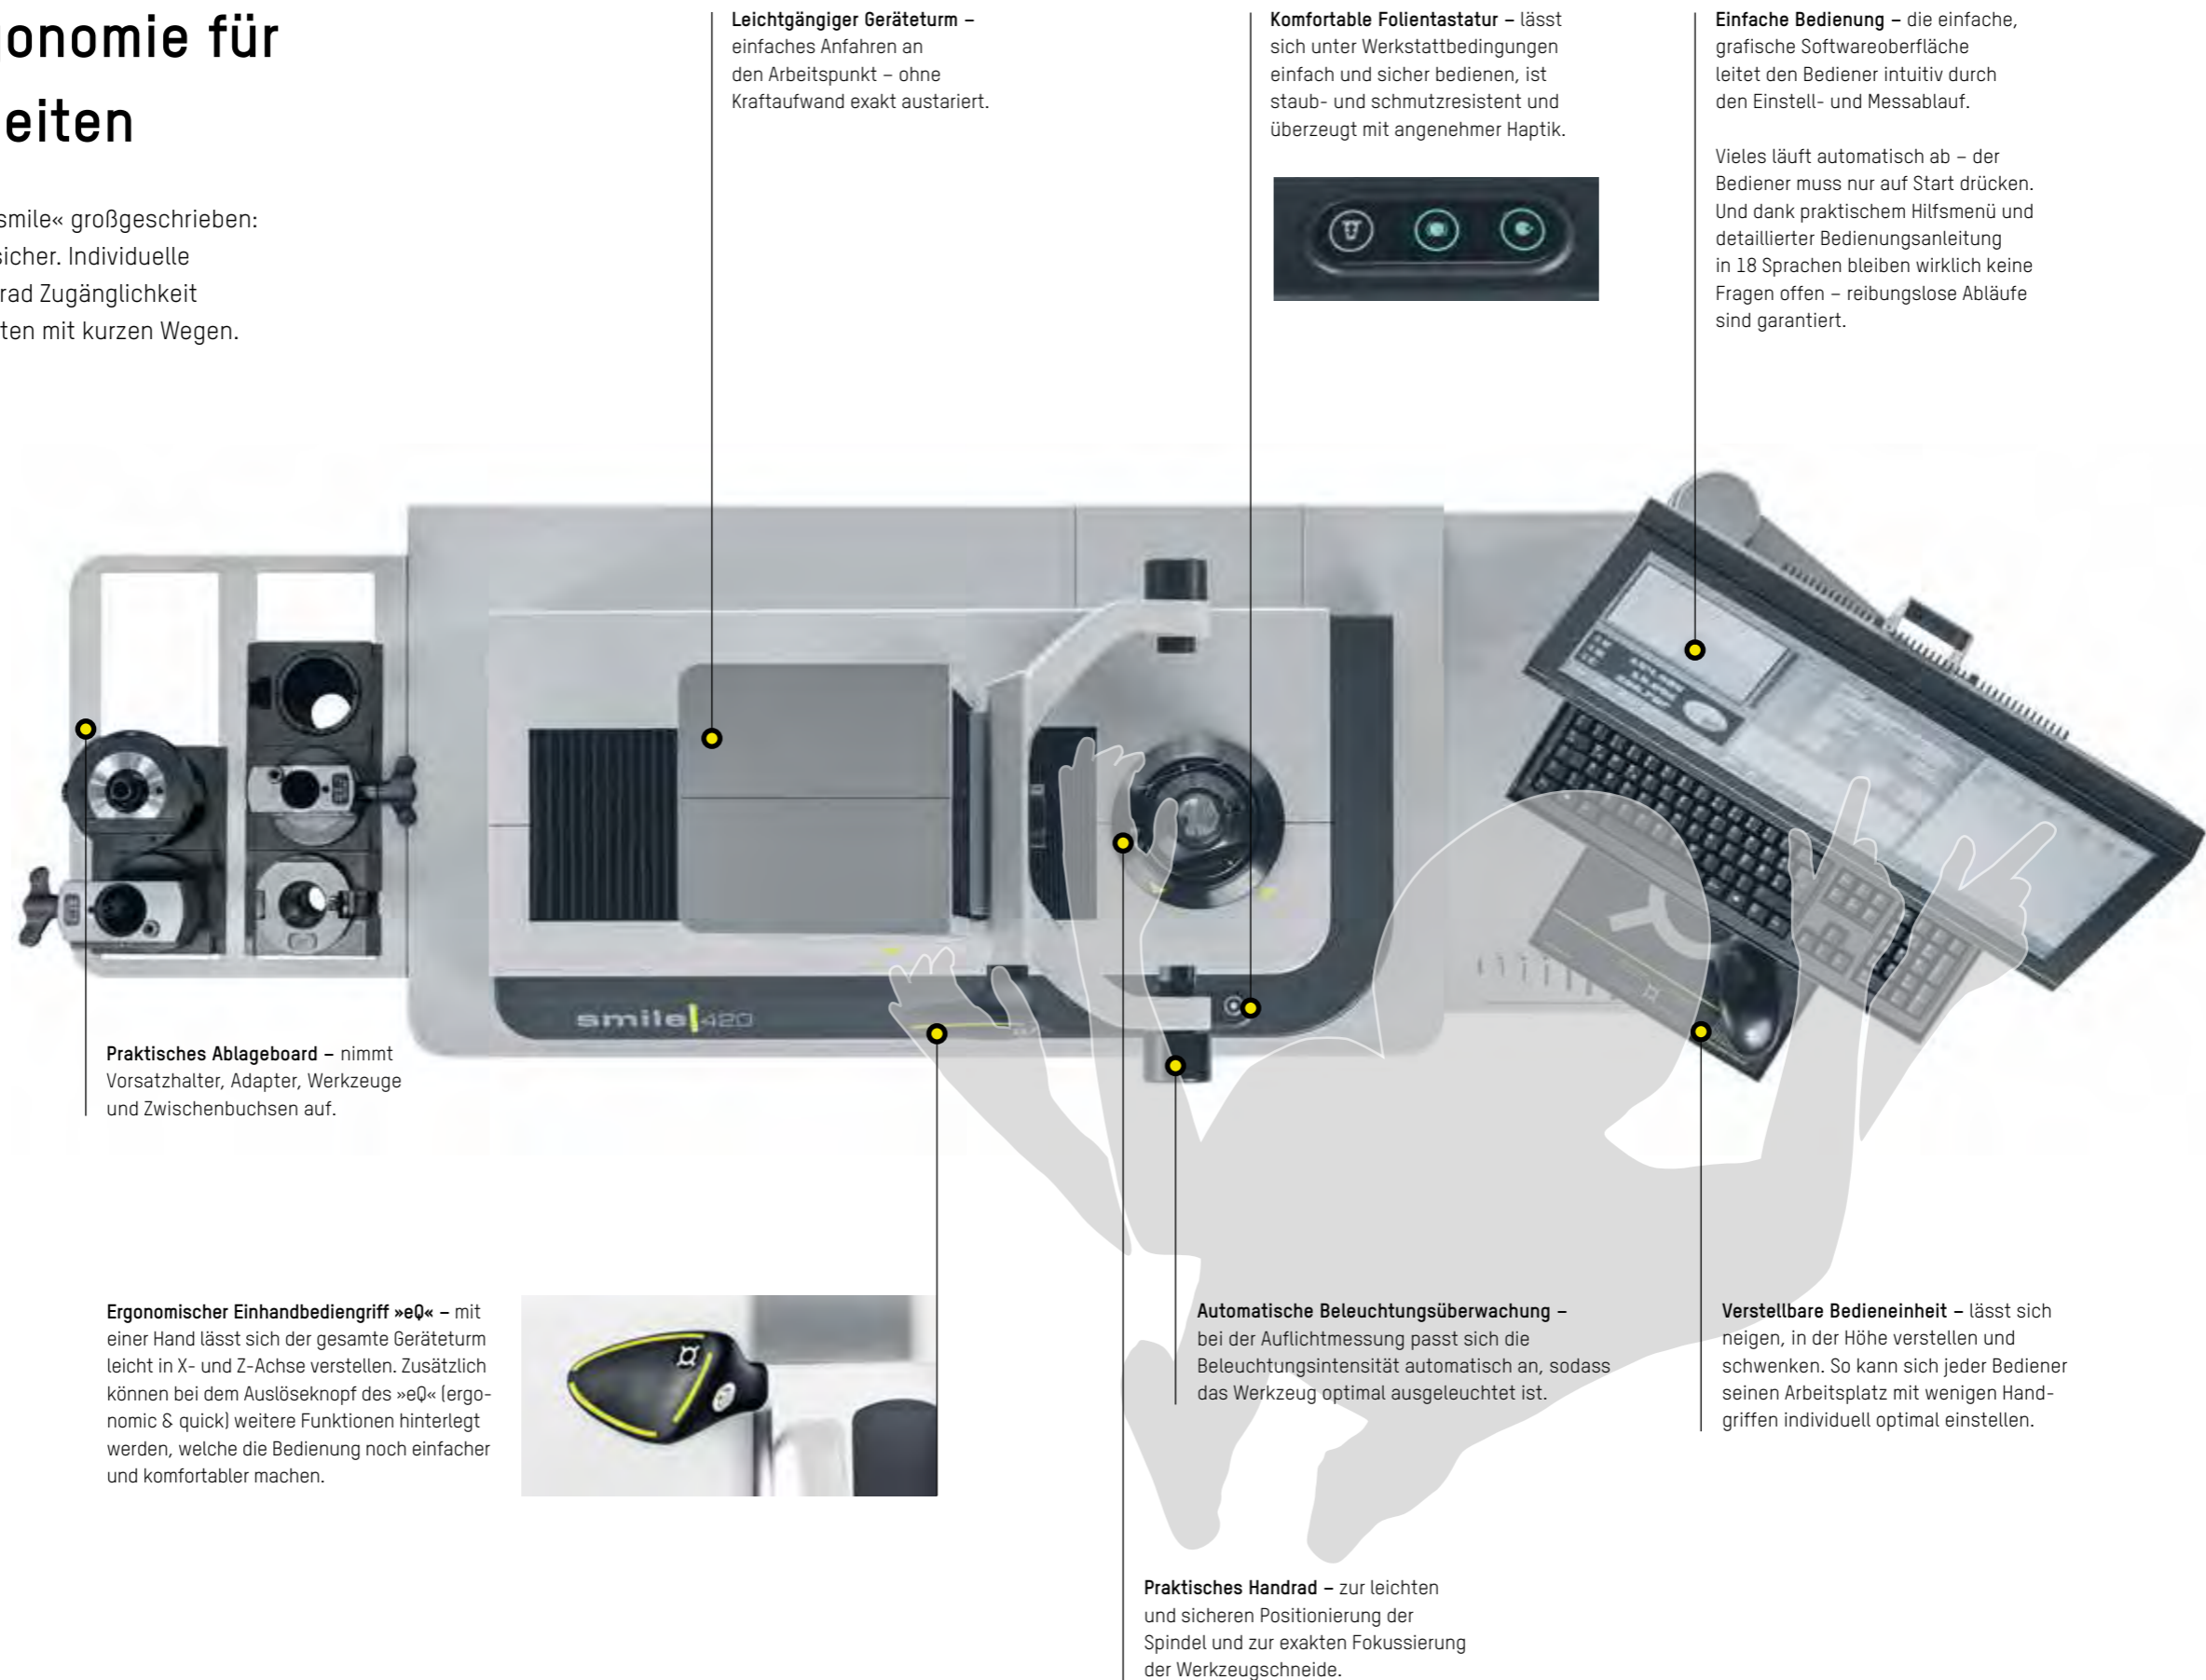 gonomie für
eiten
smile« großgeschrieben:
sicher. Individuelle
rad Zugänglichkeit
ten mit kurzen Wegen.
Leichtgängiger Geräteturm –
einfaches Anfahren an
den Arbeitspunkt – ohne
Kraftaufwand exakt austariert.
Komfortable Folientastatur – lässt
sich unter Werkstattbedingungen
einfach und sicher bedienen, ist
staub- und schmutzresistent und
überzeugt mit angenehmer Haptik.
Einfache Bedienung – die einfache,
grafische Softwareoberfläche
leitet den Bediener intuitiv durch
den Einstell- und Messablauf.
Vieles läuft automatisch ab – der
Bediener muss nur auf Start drücken.
Und dank praktischem Hilfsmenü und
detaillierter Bedienungsanleitung
in 18 Sprachen bleiben wirklich keine
Fragen offen – reibungslose Abläufe
sind garantiert.
smile 420
Praktisches Ablageboard – nimmt
Vorsatzhalter, Adapter, Werkzeuge
und Zwischenbuchsen auf.
Ergonomischer Einhandbediengriff »eQ« – mit
einer Hand lässt sich der gesamte Geräteturm
leicht in X- und Z-Achse verstellen. Zusätzlich
können bei dem Auslöseknopf des »eQ« (ergo-
nomic & quick) weitere Funktionen hinterlegt
werden, welche die Bedienung noch einfacher
und komfortabler machen.
Automatische Beleuchtungsüberwachung –
bei der Auflichtmessung passt sich die
Beleuchtungsintensität automatisch an, sodass
das Werkzeug optimal ausgeleuchtet ist.
Verstellbare Bedieneinheit – lässt sich
neigen, in der Höhe verstellen und
schwenken. So kann sich jeder Bediener
seinen Arbeitsplatz mit wenigen Hand-
griffen individuell optimal einstellen.
Praktisches Handrad – zur leichten
und sicheren Positionierung der
Spindel und zur exakten Fokussierung
der Werkzeugschneide.